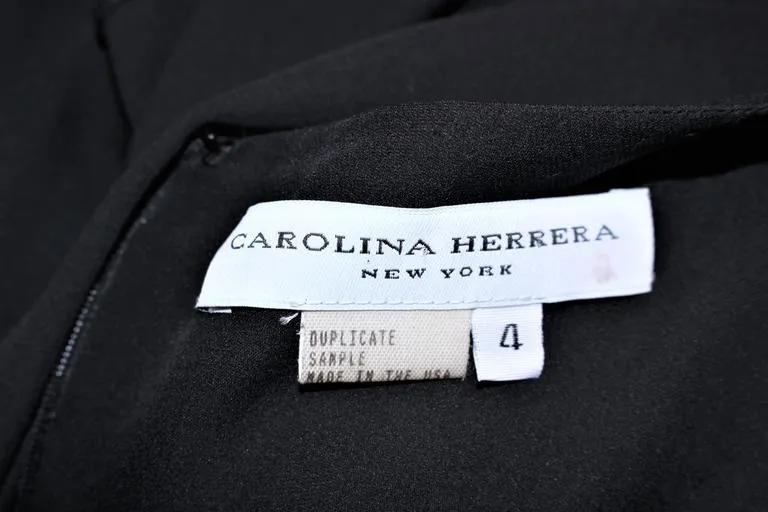 CAROLINA HERRERA
NEW YORK
DUPLICATE
SAMPLE
MADE IN THE USA
4